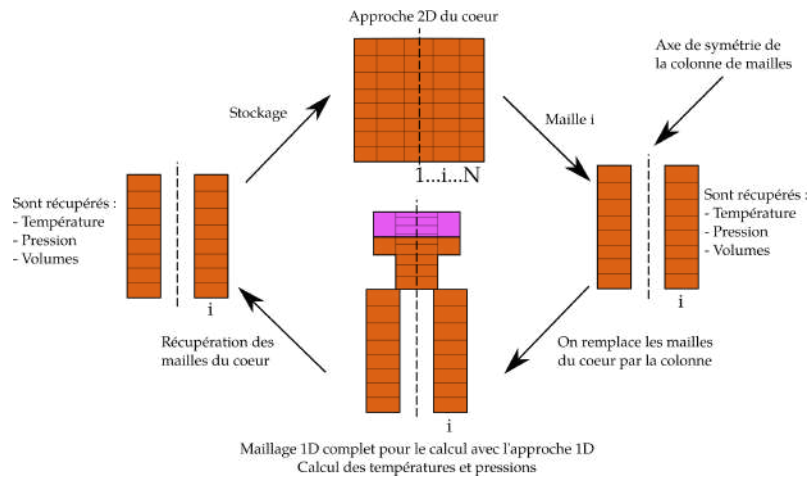 Approche 2D du coeur
Axe de symétrie de
la colonne de mailles
Stockage
Maille i
1...i...N
Sont récupérés :
- Température
- Pression
- Volumes
i
Sont récupérés :
- Température
- Pression
- Volumes
i
Récupération des
mailles du coeur
On remplace les mailles
du coeur par la colonne
i
Maillage 1D complet pour le calcul avec l'approche 1D
Calcul des températures et pressions